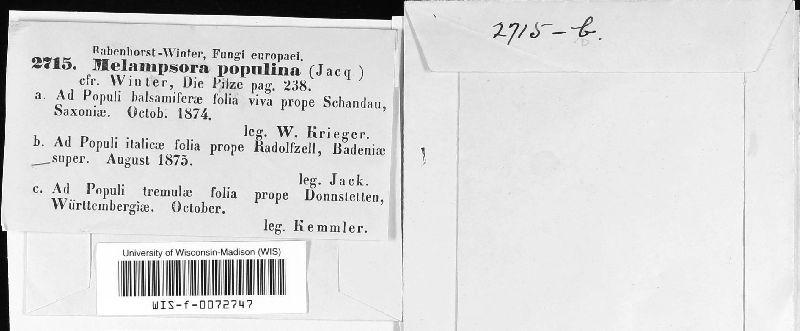 Rabenhorst-Winter, Fungi europaei.
2715. Melampsora populina (Jacq )
cfr. Winter, Die Pilze pag. 238.
a. Ad Populi balsamiferæ folia viva prope Schandau,
Saxoniæ. Octob. 1874.
leg. W. Krieger.
b. Ad Populi italicæ folia prope Radolfzell, Badeniæ
super. August 1875.
leg. Jack.
c. Ad Populi tremulæ folia prope Donnstetten,
Württembergiæ. October.
leg. Kemmler.
University of Wisconsin-Madison (WIS)
WIS-f-0072747
2715-b.